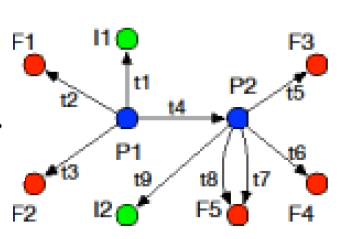 F1 I1 F3
t1
t2 t4 P2 t5
P1
t3 t9 t8 t7 t6
F2 I2 F5 F4